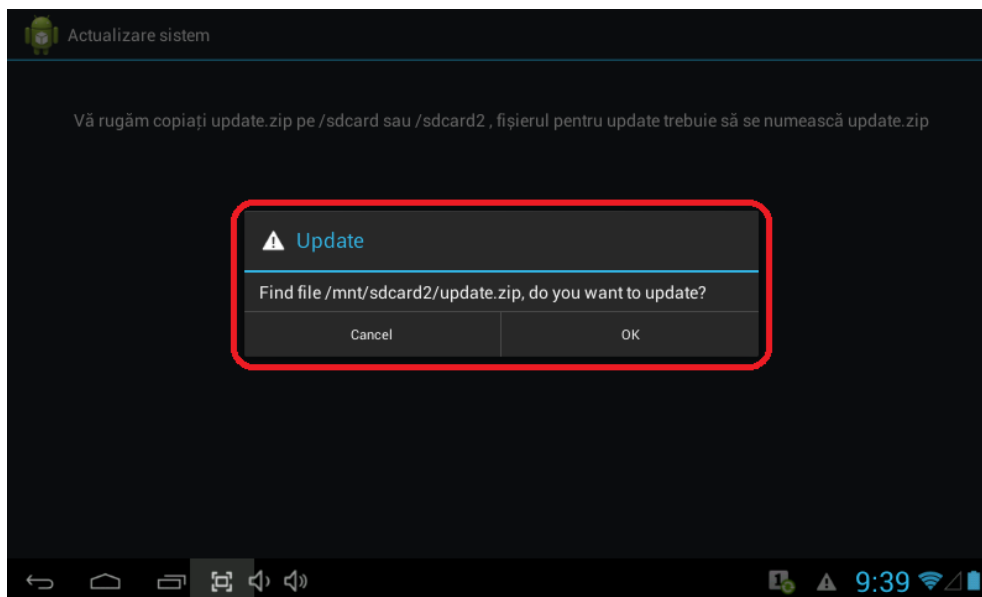 Actualizare sistem
Vă rugăm copiați update.zip pe /sdcard sau /sdcard2 , fișierul pentru update trebuie să se numească update.zip
Update
Find file /mnt/sdcard2/update.zip, do you want to update?
Cancel OK
9:39